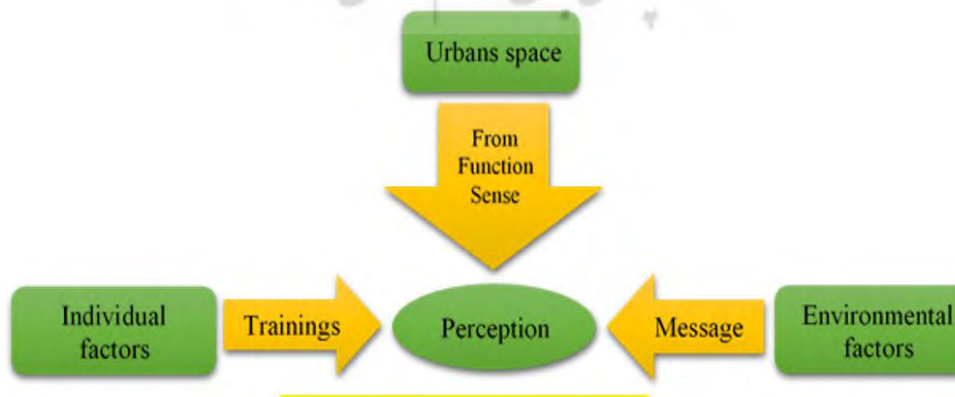 Urbans space
From
Function
Sense
Individual
factors
Trainings
Perception
Message
Environmental
factors